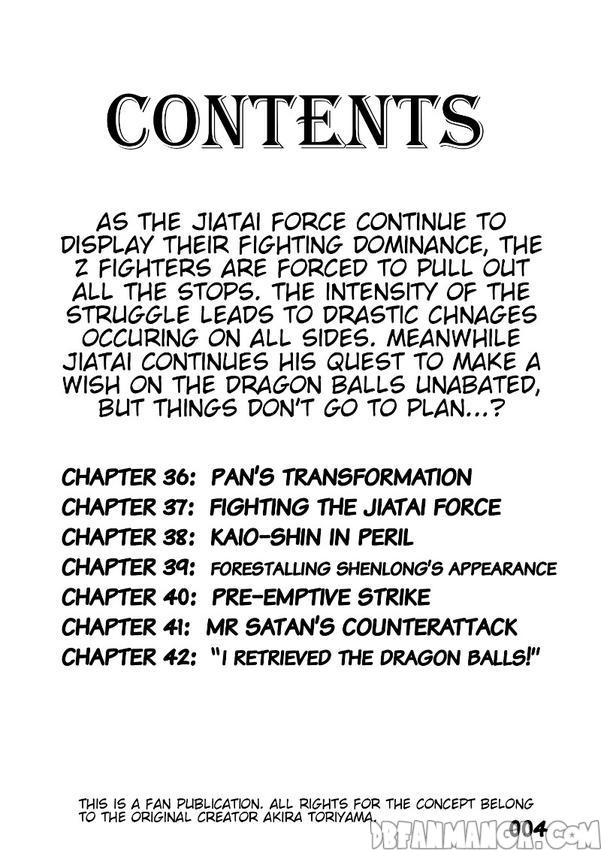 CONTENTS
AS THE JIATAI FORCE CONTINUE TO
DISPLAY THEIR FIGHTING DOMINANCE, THE
Z FIGHTERS ARE FORCED TO PULL OUT
ALL THE STOPS. THE INTENSITY OF THE
STRUGGLE LEADS TO DRASTIC CHNAGES
OCCURING ON ALL SIDES. MEANWHILE
JIATAI CONTINUES HIS QUEST TO MAKE A
WISH ON THE DRAGON BALLS UNABATED,
BUT THINGS DON'T GO TO PLAN...?
CHAPTER 36: PAN'S TRANSFORMATION
CHAPTER 37: FIGHTING THE JIATAI FORCE
CHAPTER 38: KAIO-SHIN IN PERIL
CHAPTER 39: FORESTALLING SHENLONG'S APPEARANCE
CHAPTER 40: PRE-EMPTIVE STRIKE
CHAPTER 41: MR SATAN'S COUNTERATTACK
CHAPTER 42: "I RETRIEVED THE DRAGON BALLS!"
THIS IS A FAN PUBLICATION. ALL RIGHTS FOR THE CONCEPT BELONG
TO THE ORIGINAL CREATOR AKIRA TORIYAMA.
004
DBFANMANGA.COM